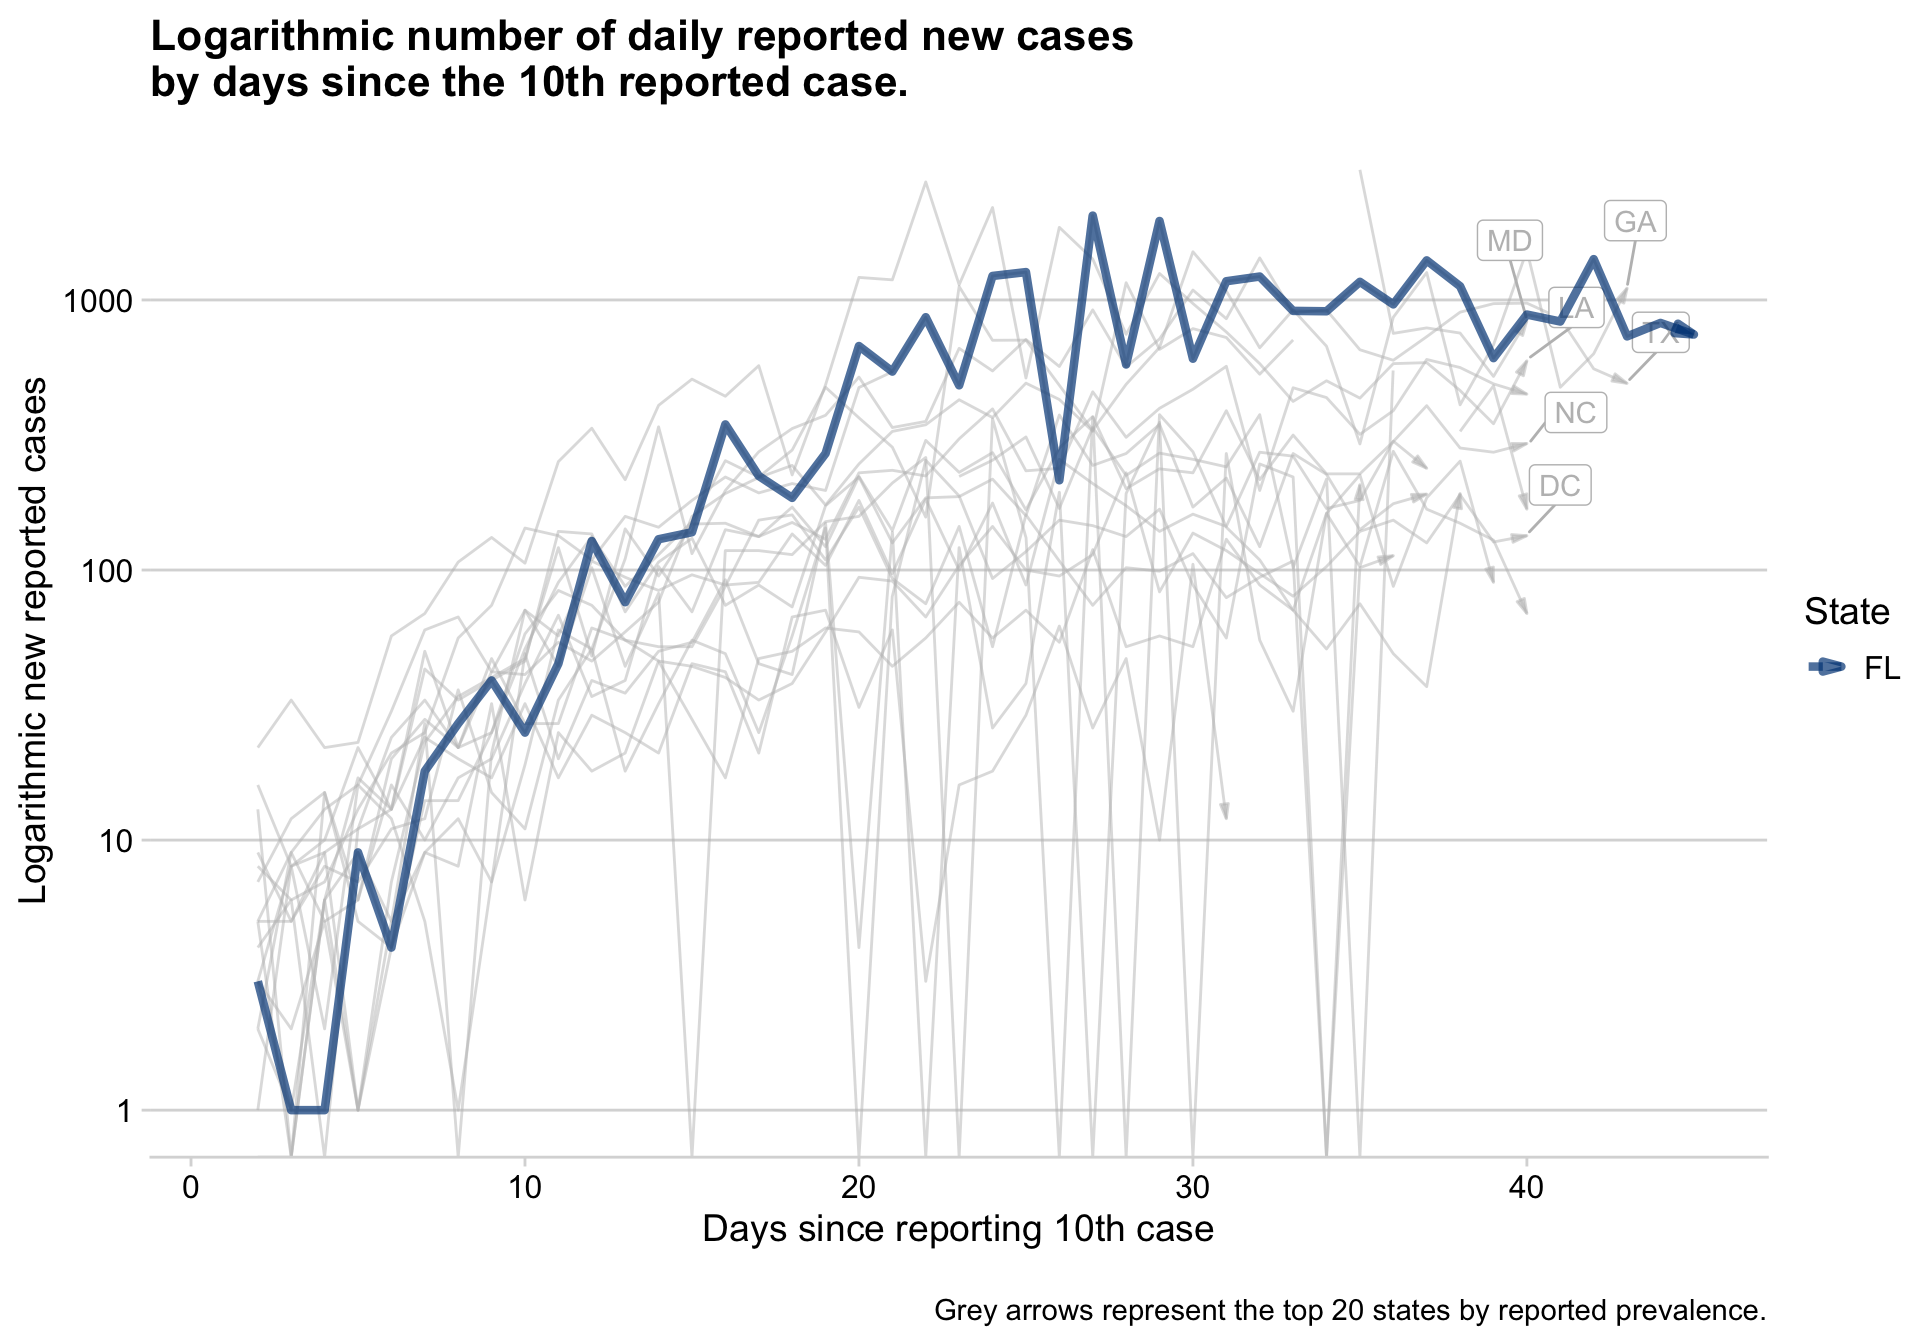 Logarithmic number of daily reported new cases
by days since the 10th reported case.
Logarithmic new reported cases
1000
100
10
1
MD
GA
LA
TX
NC
DC
State
FL
0
10
20
30
40
Days since reporting 10th case
Grey arrows represent the top 20 states by reported prevalence.